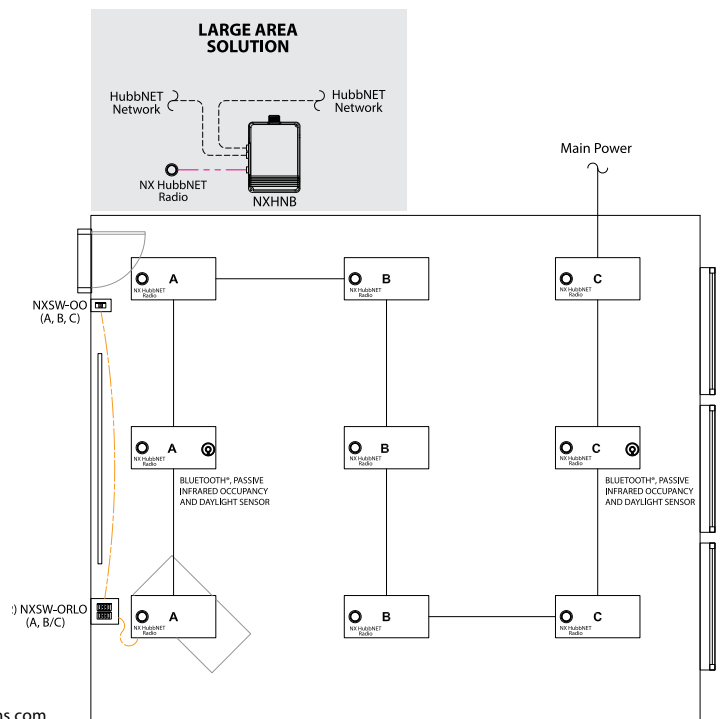 LARGE AREA
SOLUTION
HubbNET
Network
HubbNET
Network
NX HubbNET
Radio
NXHNB
Main Power
NXSW-OO
(A, B, C)
A
NX HubbNET
Radio
B
NX HubbNET
Radio
C
NX HubbNET
Radio
A
NX HubbNET
Radio
BLUETOOTH®, PASSIVE
INFRARED OCCUPANCY
AND DAYLIGHT SENSOR
B
NX HubbNET
Radio
C
NX HubbNET
Radio
BLUETOOTH®, PASSIVE
INFRARED OCCUPANCY
AND DAYLIGHT SENSOR
) NXSW-ORLO
(A, B/C)
A
NX HubbNET
Radio
B
NX HubbNET
Radio
C
NX HubbNET
Radio
ns.com